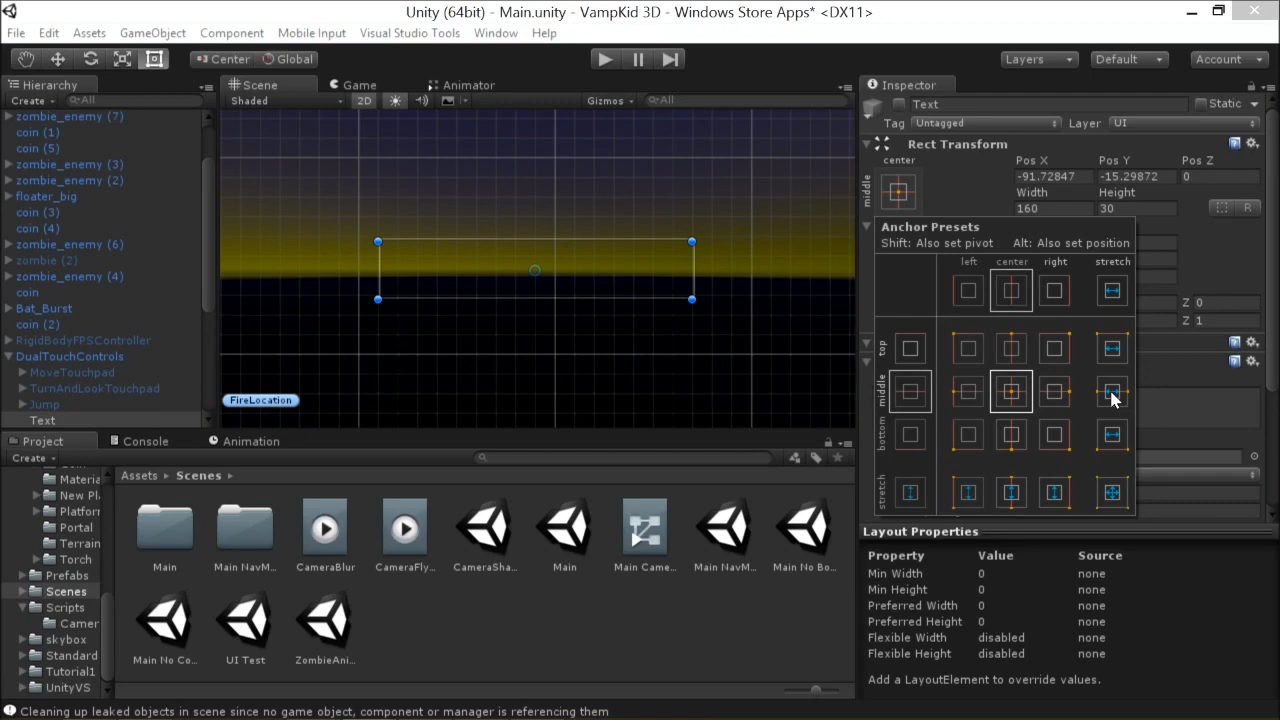 Unity (64bit) - Main.unity - VampKid 3D - Windows Store Apps* <DX11>
File Edit Assets GameObject Component Mobile Input Visual Studio Tools Window Help
Center Global Layers Default Account
Hierarchy
Create All
zombie_enemy (7)
coin (1)
coin (5)
zombie_enemy (3)
zombie_enemy (2)
floater_big
coin (3)
coin (4)
zombie_enemy (6)
zombie (2)
zombie_enemy (4)
coin
Bat_Burst
coin (2)
RigidBodyFPSController
DualTouchControls
MoveTouchpad
TurnAndLookTouchpad
Jump
Text
Scene Game Animator
Shaded 2D Gizmos All
FireLocation
Inspector
Text Static
Tag Untagged Layer UI
Rect Transform
center
middle
Pos X Pos Y Pos Z
-91.72847 -15.29872 0
Width Height
160 30
R
Anchor Presets
Shift: Also set pivot Alt: Also set position
left center right stretch
top
middle
bottom
stretch
Z 0
Z 1
Layout Properties
Property Value Source
Min Width 0 none
Min Height 0 none
Preferred Width 0 none
Preferred Height 0 none
Flexible Width disabled none
Flexible Height disabled none
Add a LayoutElement to override values.
Project Console Animation
Create
Materia
New Pl
Platforr
Portal
Terrain
Torch
Prefabs
Scenes
Scripts
Camer
skybox
Standard
Tutorial1
UnityVS
Assets Scenes
Main Main NavM... CameraBlur CameraFly... CameraSha... Main Main Came... Main NavM... Main No Bo...
Main No Co... UI Test ZombieAni...
Cleaning up leaked objects in scene since no game object, component or manager is referencing them